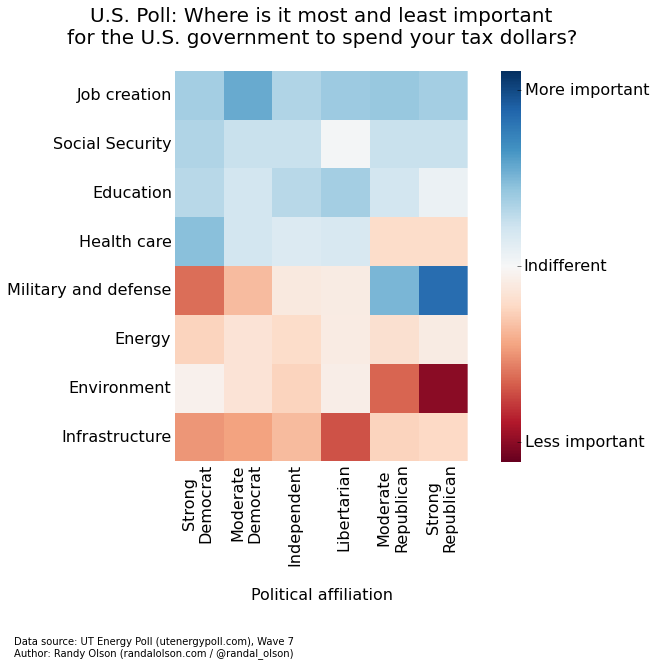 U.S. Poll: Where is it most and least important
for the U.S. government to spend your tax dollars?
Job creation
Social Security
Education
Health care
Military and defense
Energy
Environment
Infrastructure
More important
Indifferent
Less important
Strong
Democrat
Moderate
Democrat
Independent
Libertarian
Moderate
Republican
Strong
Republican
Political affiliation
Data source: UT Energy Poll (utenergypoll.com), Wave 7
Author: Randy Olson (randalolson.com / @randal_olson)